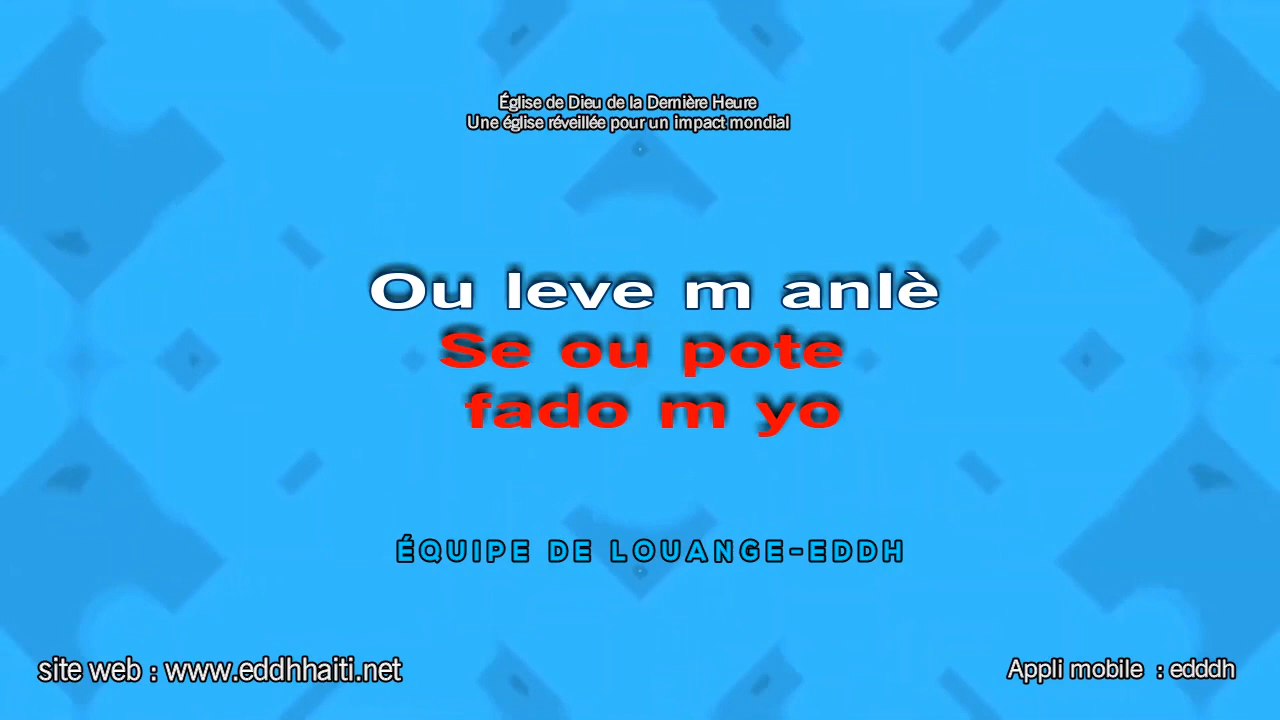 Église de Dieu de la Dernière Heure
Une église réveillée pour un impact mondial
Ou leve m anlè
Se ou pote
fado m yo
ÉQUIPE DE LOUANGE-EDDH
site web : www.eddhhaiti.net
Appli mobile : edddh